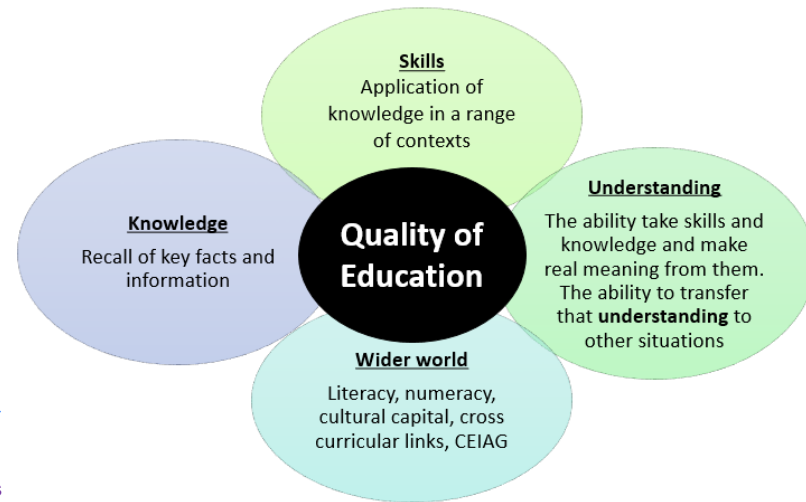 Skills
Application of
knowledge in a range
of contexts
Knowledge
Recall of key facts and
information
Quality of
Education
Understanding
The ability take skills and
knowledge and make
real meaning from them.
The ability to transfer
that understanding to
other situations
Wider world
Literacy, numeracy,
cultural capital, cross
curricular links, CEIAG
s